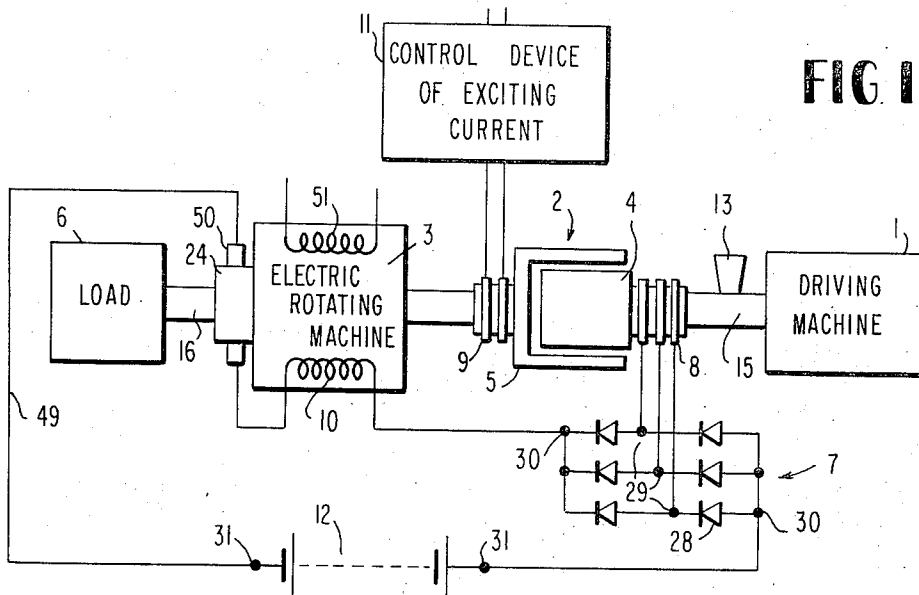 11
CONTROL DEVICE
OF EXCITING
CURRENT
FIG. 1
6
50
24
51
3
2
4
13
1
LOAD
ELECTRIC
ROTATING
MACHINE
DRIVING
MACHINE
16
9
5
8
15
10
49
30
29
7
28
30
31
12
31